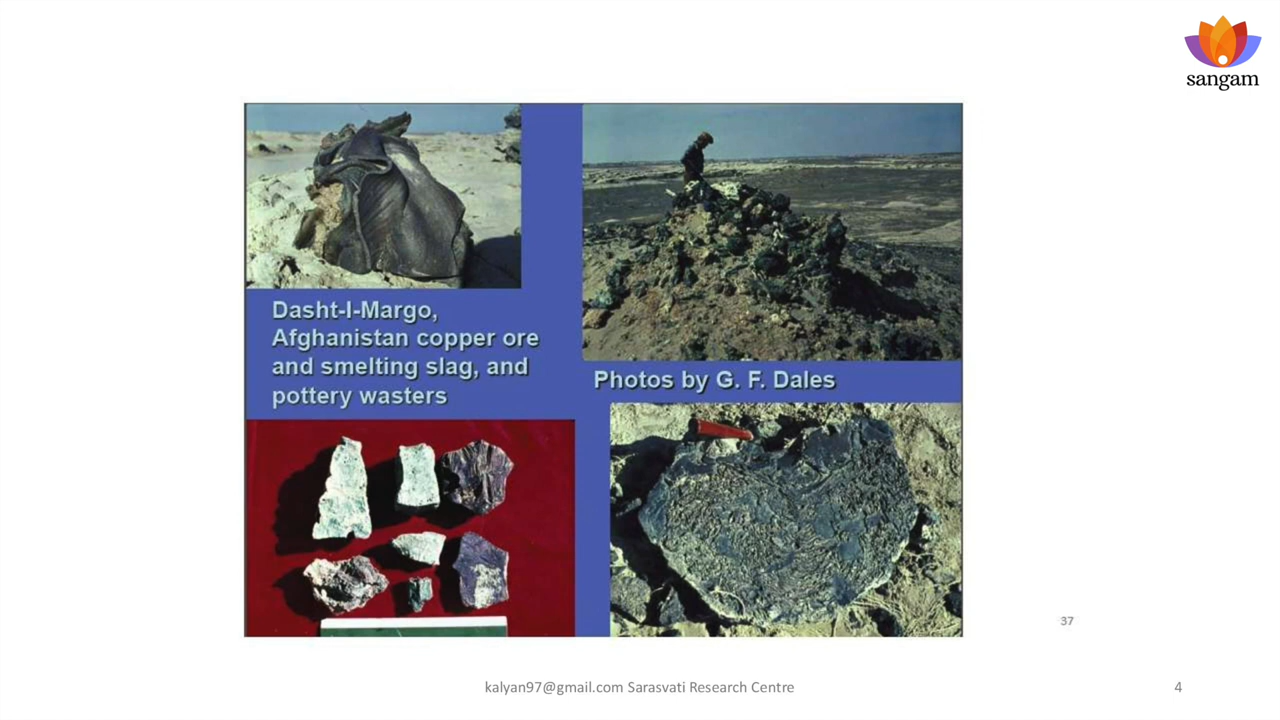 sangam
Dasht-I-Margo,
Afghanistan copper ore
and smelting slag, and
pottery wasters
Photos by G. F. Dales
37
kalyan97@gmail.com Sarasvati Research Centre
4